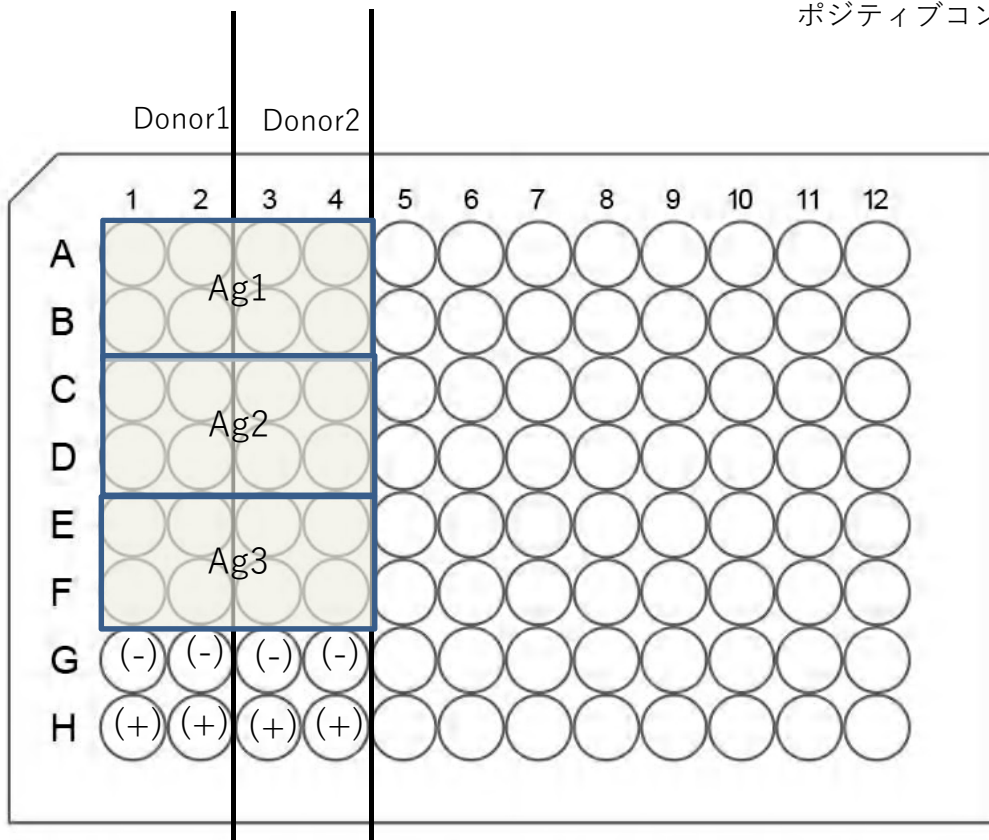 ポジティブコン
Donor1 Donor2
1 2 3 4 5 6 7 8 9 10 11 12
A
Ag1
B
C
Ag2
D
E
Ag3
F
G (-) (-) (-) (-)
H (+) (+) (+) (+)